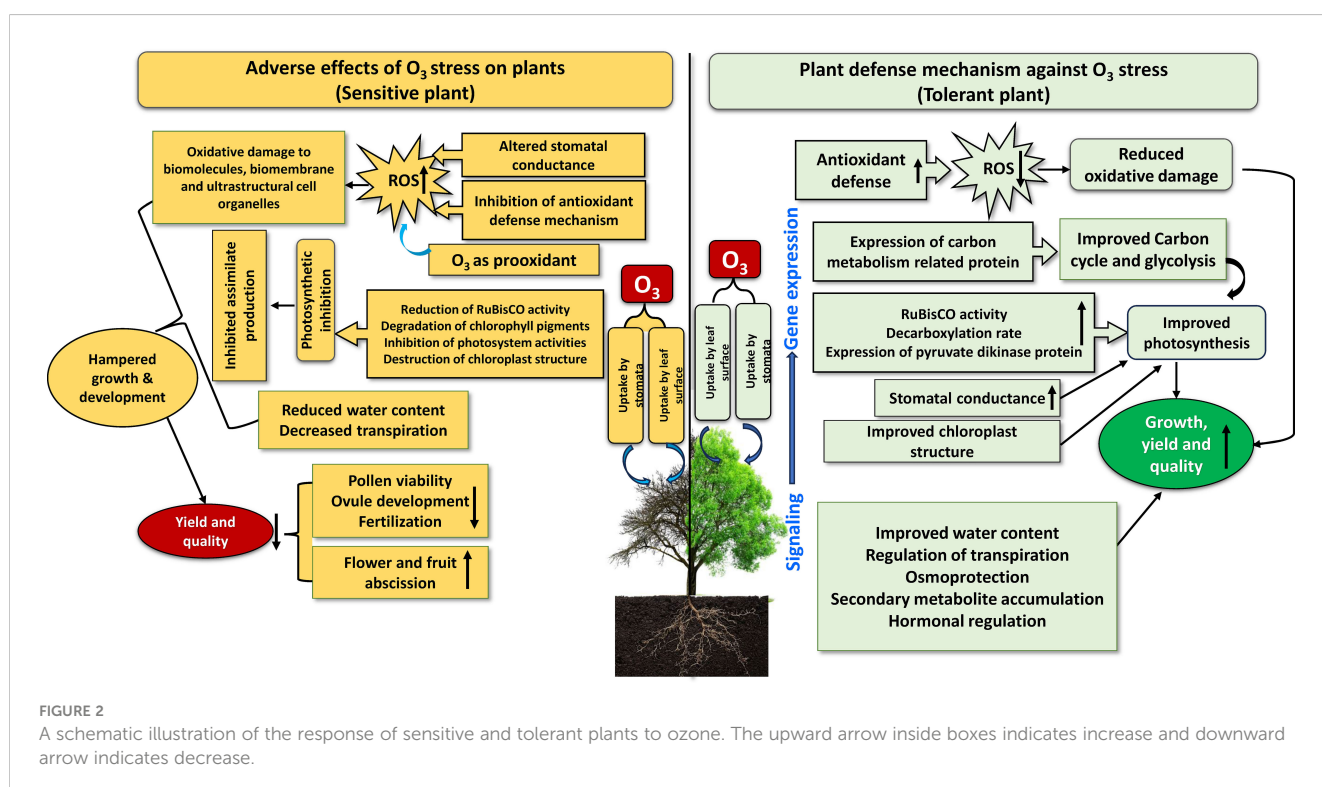 Adverse effects of O3 stress on plants
(Sensitive plant)
Oxidative damage to
biomolecules, biomembrane
and ultrastructural cell
organelles
ROS
Altered stomatal
conductance
Inhibition of antioxidant
defense mechanism
O3 as prooxidant
Inhibited assimilate
production
Photosynthetic
inhibition
Reduction of RuBisCO activity
Degradation of chlorophyll pigments
Inhibition of photosystem activities
Destruction of chloroplast structure
Hampered
growth &
development
Reduced water content
Decreased transpiration
Yield and
quality
Pollen viability
Ovule development
Fertilization
Flower and fruit
abscission
O3
Uptake by
stomata
Uptake by leaf
surface
Plant defense mechanism against O3 stress
(Tolerant plant)
O3
Uptake by leaf
surface
Uptake by
stomata
Signaling
Gene expression
Antioxidant
defense
ROS
Reduced
oxidative damage
Expression of carbon
metabolism related protein
Improved Carbon
cycle and glycolysis
RuBisCO activity
Decarboxylation rate
Expression of pyruvate dikinase protein
Improved
photosynthesis
Stomatal conductance
Improved chloroplast
structure
Growth,
yield and
quality
Improved water content
Regulation of transpiration
Osmoprotection
Secondary metabolite accumulation
Hormonal regulation
FIGURE 2
A schematic illustration of the response of sensitive and tolerant plants to ozone. The upward arrow inside boxes indicates increase and downward
arrow indicates decrease.